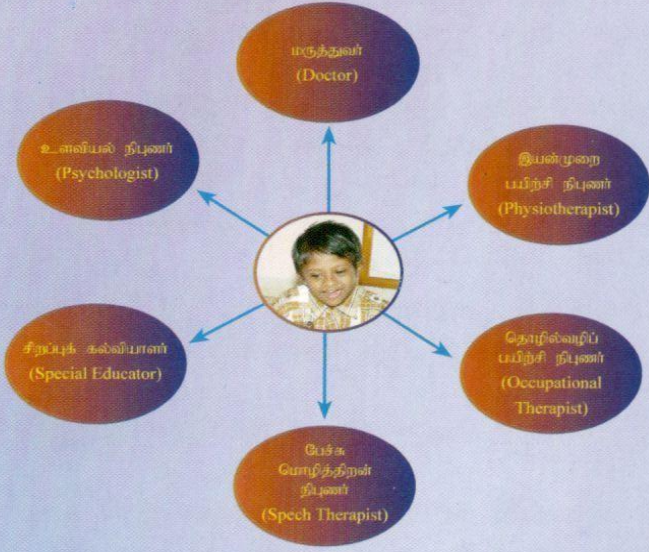 மருத்துவர்
(Doctor)
உளவியல் நிபுணர்
(Psychologist)
இயன்முறை
பயிற்சி நிபுணர்
(Physiotherapist)
சிறப்புக் கல்வியாளர்
(Special Educator)
தொழில்வழிப்
பயிற்சி நிபுணர்
(Occupational
Therapist)
பேச்சு
மொழித்திறன்
நிபுணர்
(Spech Therapist)